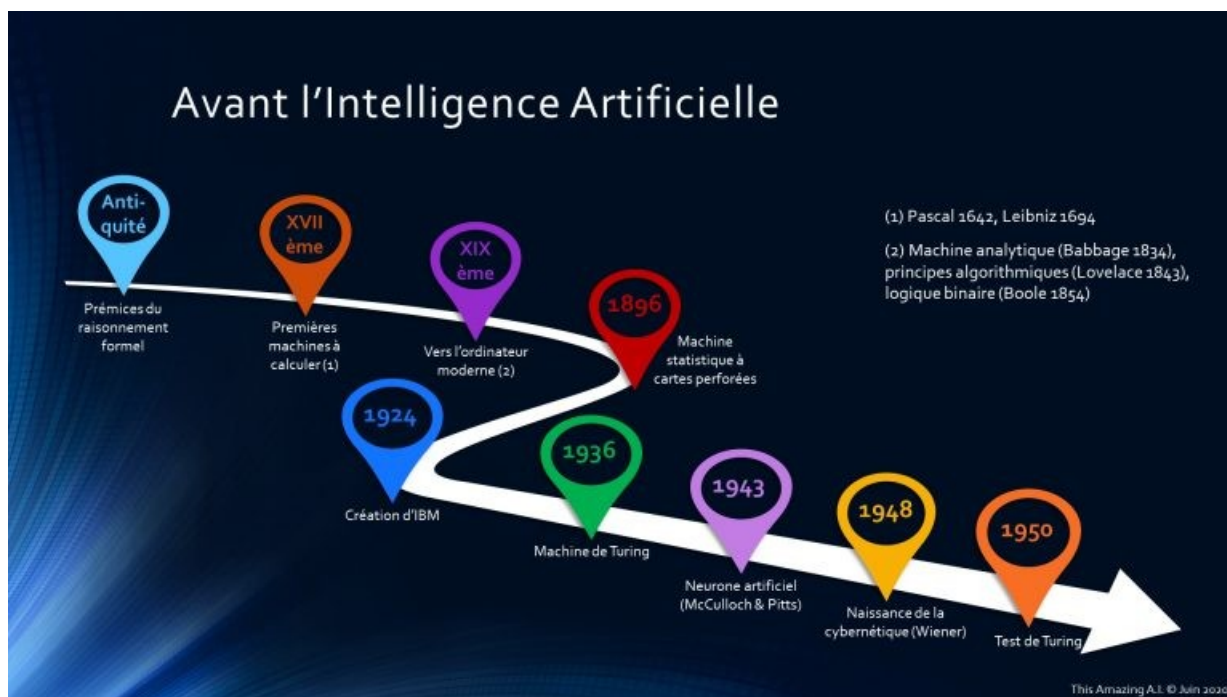 Avant l'Intelligence Artificielle
Anti-
quité
Prémices du
raisonnement
formel
XVII
ème
Premières
machines à
calculer (1)
XIX
ème
Vers l'ordinateur
moderne (2)
1896
Machine
statistique à
cartes perforées
(1) Pascal 1642, Leibniz 1694
(2) Machine analytique (Babbage 1834),
principes algorithmiques (Lovelace 1843),
logique binaire (Boole 1854)
1924
Création d'IBM
1936
Machine de Turing
1943
Neurone artificiel
(McCulloch & Pitts)
1948
Naissance de la
cybernétique (Wiener)
1950
Test de Turing
This Amazing A.I. © Juin 2020